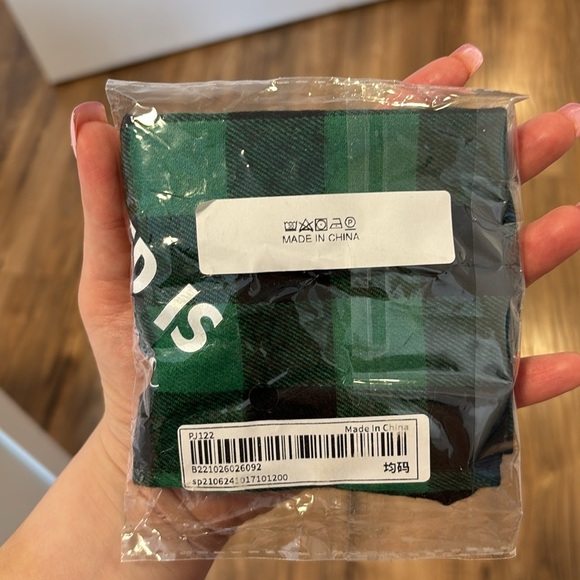 MADE IN CHINA
IS
PJ122
Made In China
B221026026092
均码
sp2106241017101200